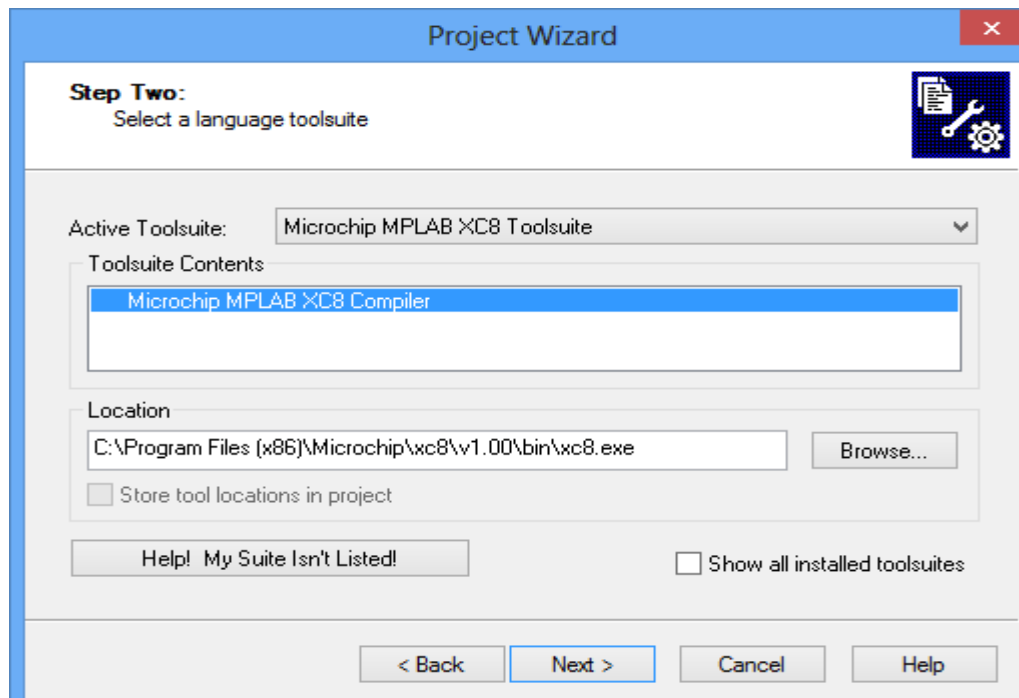 Project Wizard
Step Two:
Select a language toolsuite
Active Toolsuite: Microchip MPLAB XC8 Toolsuite
Toolsuite Contents
Microchip MPLAB XC8 Compiler
Location
C:\Program Files (x86)\Microchip\xc8\v1.00\bin\xc8.exe Browse...
Store tool locations in project
Help! My Suite Isn't Listed! Show all installed toolsuites
< Back Next > Cancel Help